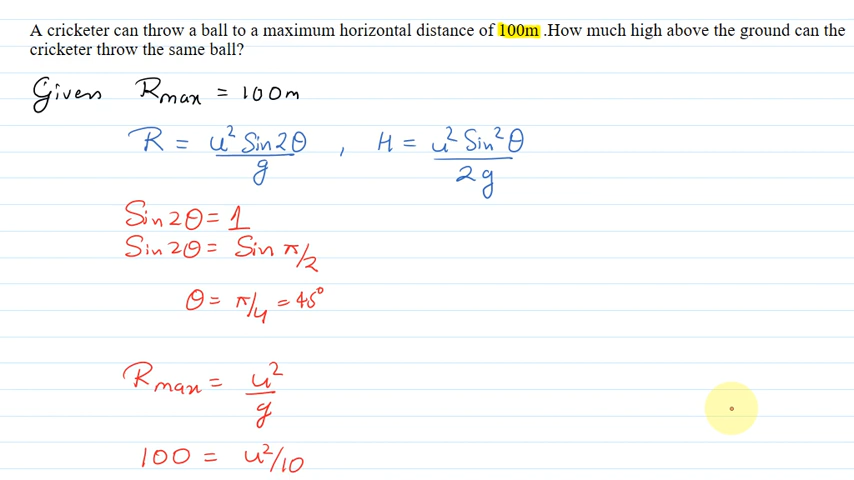 A cricketer can throw a ball to a maximum horizontal distance of 100m .How much high above the ground can the
cricketer throw the same ball?
Given Rmax = 100m
R = u² Sin2θ / g , H = u² Sin²θ / 2g
Sin2θ = 1
Sin2θ = Sin π/2
θ = π/4 = 45°
Rmax = u² / g
100 = u²/10